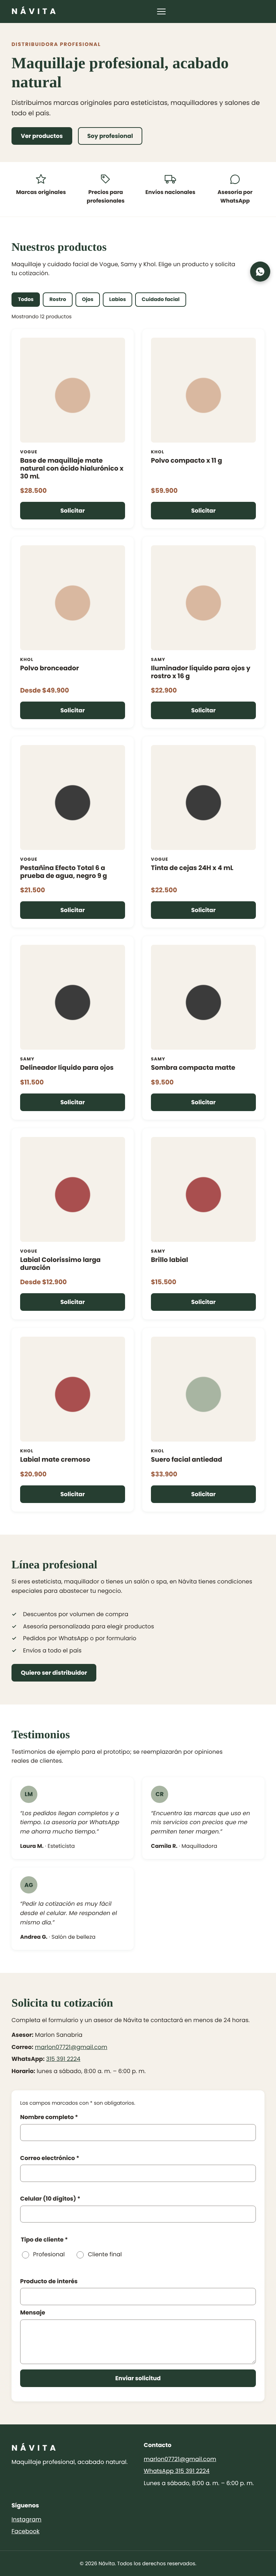 NÁVITA
DISTRIBUIDORA PROFESIONAL
Maquillaje profesional, acabado
natural
Distribuimos marcas originales para esteticistas, maquilladores y salones de
todo el país.
Ver productos
Soy profesional
Marcas originales
Precios para
profesionales
Envíos nacionales
Asesoría por
WhatsApp
Nuestros productos
Maquillaje y cuidado facial de Vogue, Samy y Khol. Elige un producto y solicita
tu cotización.
Todos
Rostro
Ojos
Labios
Cuidado facial
Mostrando 12 productos
VOGUE
Base de maquillaje mate
natural con ácido hialurónico x
30 mL
$28.500
Solicitar
KHOL
Polvo compacto x 11 g
$59.900
Solicitar
KHOL
Polvo bronceador
Desde $49.900
Solicitar
SAMY
Iluminador líquido para ojos y
rostro x 16 g
$22.900
Solicitar
VOGUE
Pestañina Efecto Total 6 a
prueba de agua, negro 9 g
$21.500
Solicitar
VOGUE
Tinta de cejas 24H x 4 mL
$22.500
Solicitar
SAMY
Delineador líquido para ojos
$11.500
Solicitar
SAMY
Sombra compacta matte
$9.500
Solicitar
VOGUE
Labial Colorissimo larga
duración
Desde $12.900
Solicitar
SAMY
Brillo labial
$15.500
Solicitar
KHOL
Labial mate cremoso
$20.900
Solicitar
KHOL
Suero facial antiedad
$33.900
Solicitar
Línea profesional
Si eres esteticista, maquillador o tienes un salón o spa, en Návita tienes condiciones
especiales para abastecer tu negocio.
✓ Descuentos por volumen de compra
✓ Asesoría personalizada para elegir productos
✓ Pedidos por WhatsApp o por formulario
✓ Envíos a todo el país
Quiero ser distribuidor
Testimonios
Testimonios de ejemplo para el prototipo; se reemplazarán por opiniones
reales de clientes.
LM
“Los pedidos llegan completos y a
tiempo. La asesoría por WhatsApp
me ahorra mucho tiempo.”
Laura M. · Esteticista
CR
“Encuentro las marcas que uso en
mis servicios con precios que me
permiten tener margen.”
Camila R. · Maquilladora
AG
“Pedir la cotización es muy fácil
desde el celular. Me responden el
mismo día.”
Andrea G. · Salón de belleza
Solicita tu cotización
Completa el formulario y un asesor de Návita te contactará en menos de 24 horas.
Asesor: Marlon Sanabria
Correo: marlon07721@gmail.com
WhatsApp: 315 391 2224
Horario: lunes a sábado, 8:00 a. m. – 6:00 p. m.
Los campos marcados con * son obligatorios.
Nombre completo *
Correo electrónico *
Celular (10 dígitos) *
Tipo de cliente *
Profesional
Cliente final
Producto de interés
Mensaje
Enviar solicitud
NÁVITA
Maquillaje profesional, acabado natural.
Contacto
marlon07721@gmail.com
WhatsApp 315 391 2224
Lunes a sábado, 8:00 a. m. – 6:00 p. m.
Síguenos
Instagram
Facebook
© 2026 Návita. Todos los derechos reservados.